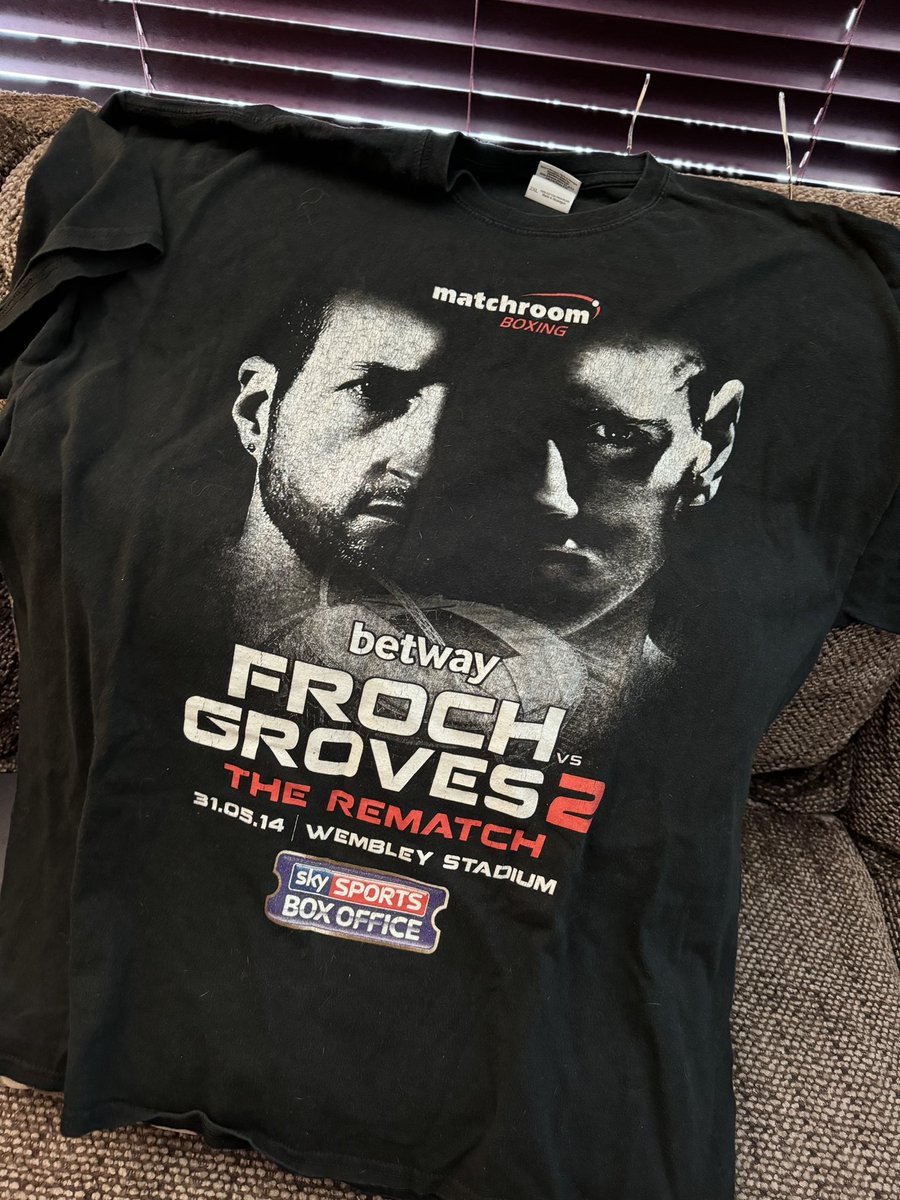 matchroom
BOXING
betway
FROCH
VS
GROVES 2
THE REMATCH
31.05.14 | WEMBLEY STADIUM
sky SPORTS
BOX OFFICE